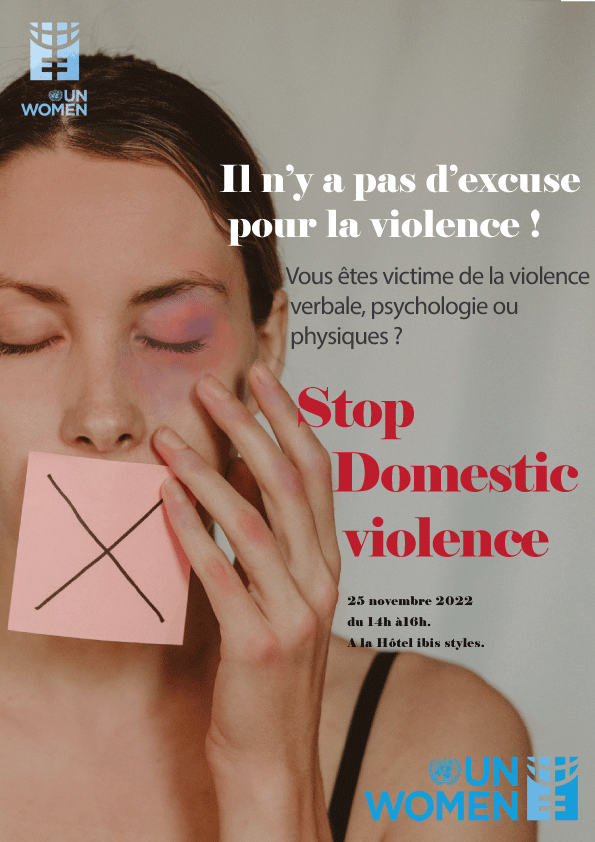 UN
WOMEN
Il n’y a pas d’excuse
pour la violence !
Vous êtes victime de la violence
verbale, psychologie ou
physiques ?
Stop
Domestic
violence
25 novembre 2022
du 14h à16h.
A la Hôtel ibis styles.
UN
WOMEN